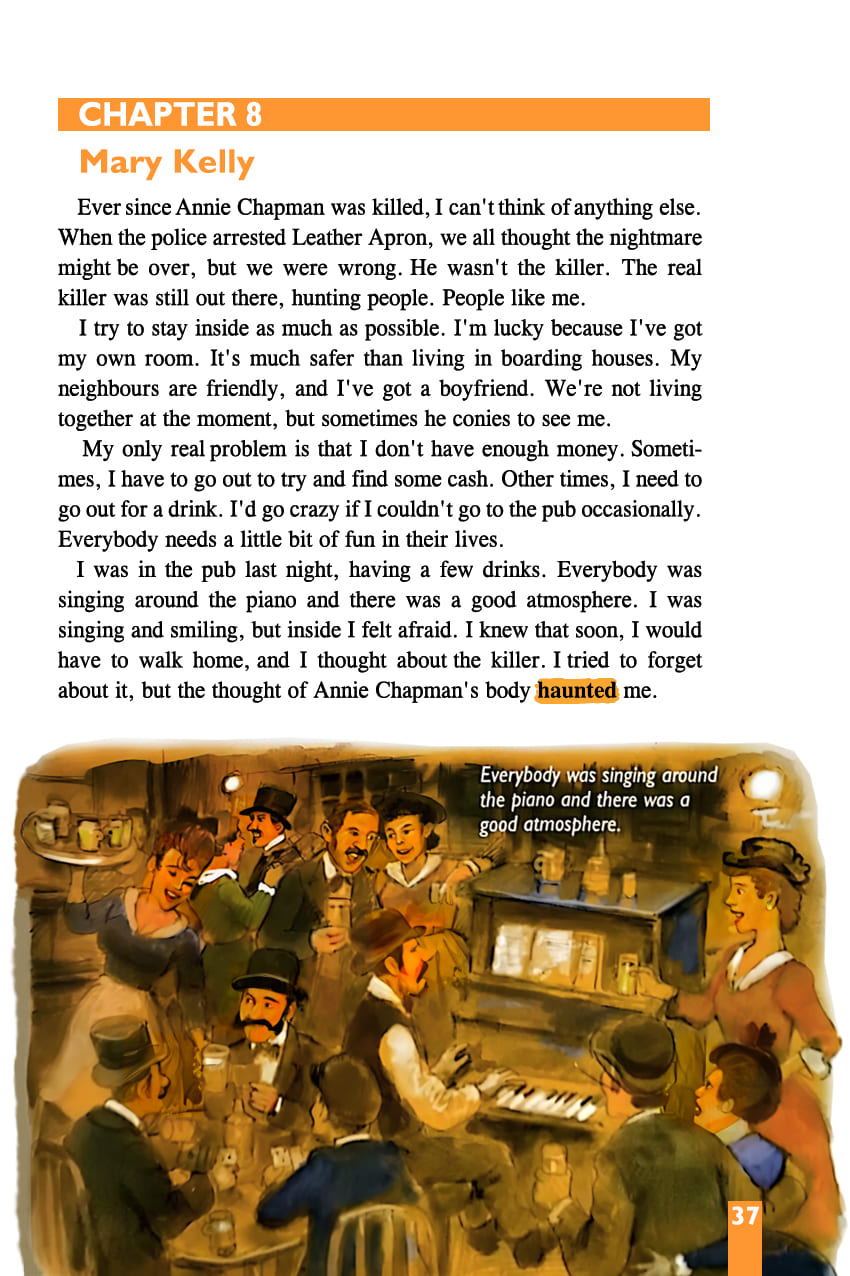 CHAPTER 8
Mary Kelly
Ever since Annie Chapman was killed, I can't think of anything else.
When the police arrested Leather Apron, we all thought the nightmare
might be over, but we were wrong. He wasn't the killer. The real
killer was still out there, hunting people. People like me.
I try to stay inside as much as possible. I'm lucky because I've got
my own room. It's much safer than living in boarding houses. My
neighbours are friendly, and I've got a boyfriend. We're not living
together at the moment, but sometimes he conies to see me.
My only real problem is that I don't have enough money. Someti-
mes, I have to go out to try and find some cash. Other times, I need to
go out for a drink. I'd go crazy if I couldn't go to the pub occasionally.
Everybody needs a little bit of fun in their lives.
I was in the pub last night, having a few drinks. Everybody was
singing around the piano and there was a good atmosphere. I was
singing and smiling, but inside I felt afraid. I knew that soon, I would
have to walk home, and I thought about the killer. I tried to forget
about it, but the thought of Annie Chapman's body haunted me.
Everybody was singing around
the piano and there was a
good atmosphere.
37